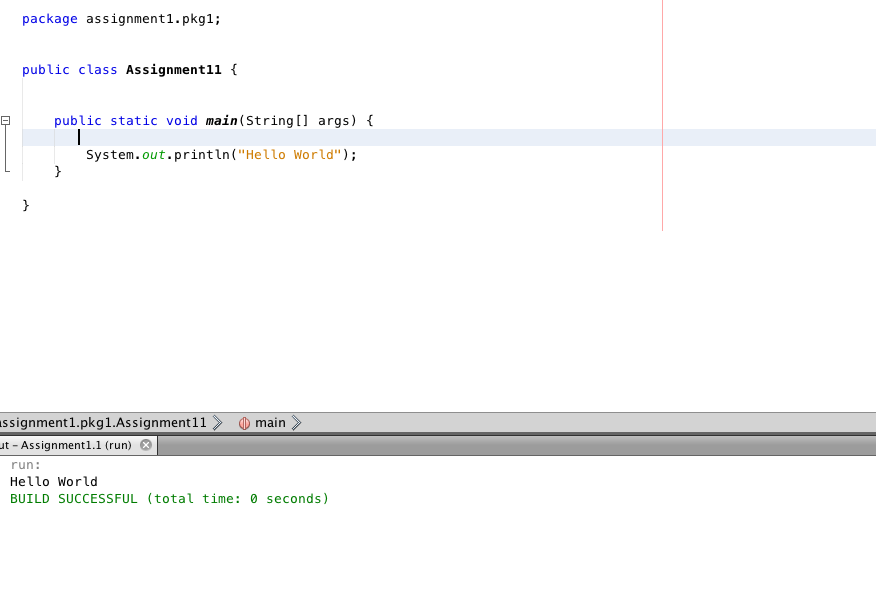 package assignment1.pkg1;
public class Assignment11 {
public static void main(String[] args) {
System.out.println("Hello World");
}
}
ssignment1.pkg1.Assignment11 main
ut – Assignment1.1 (run)
run:
Hello World
BUILD SUCCESSFUL (total time: 0 seconds)